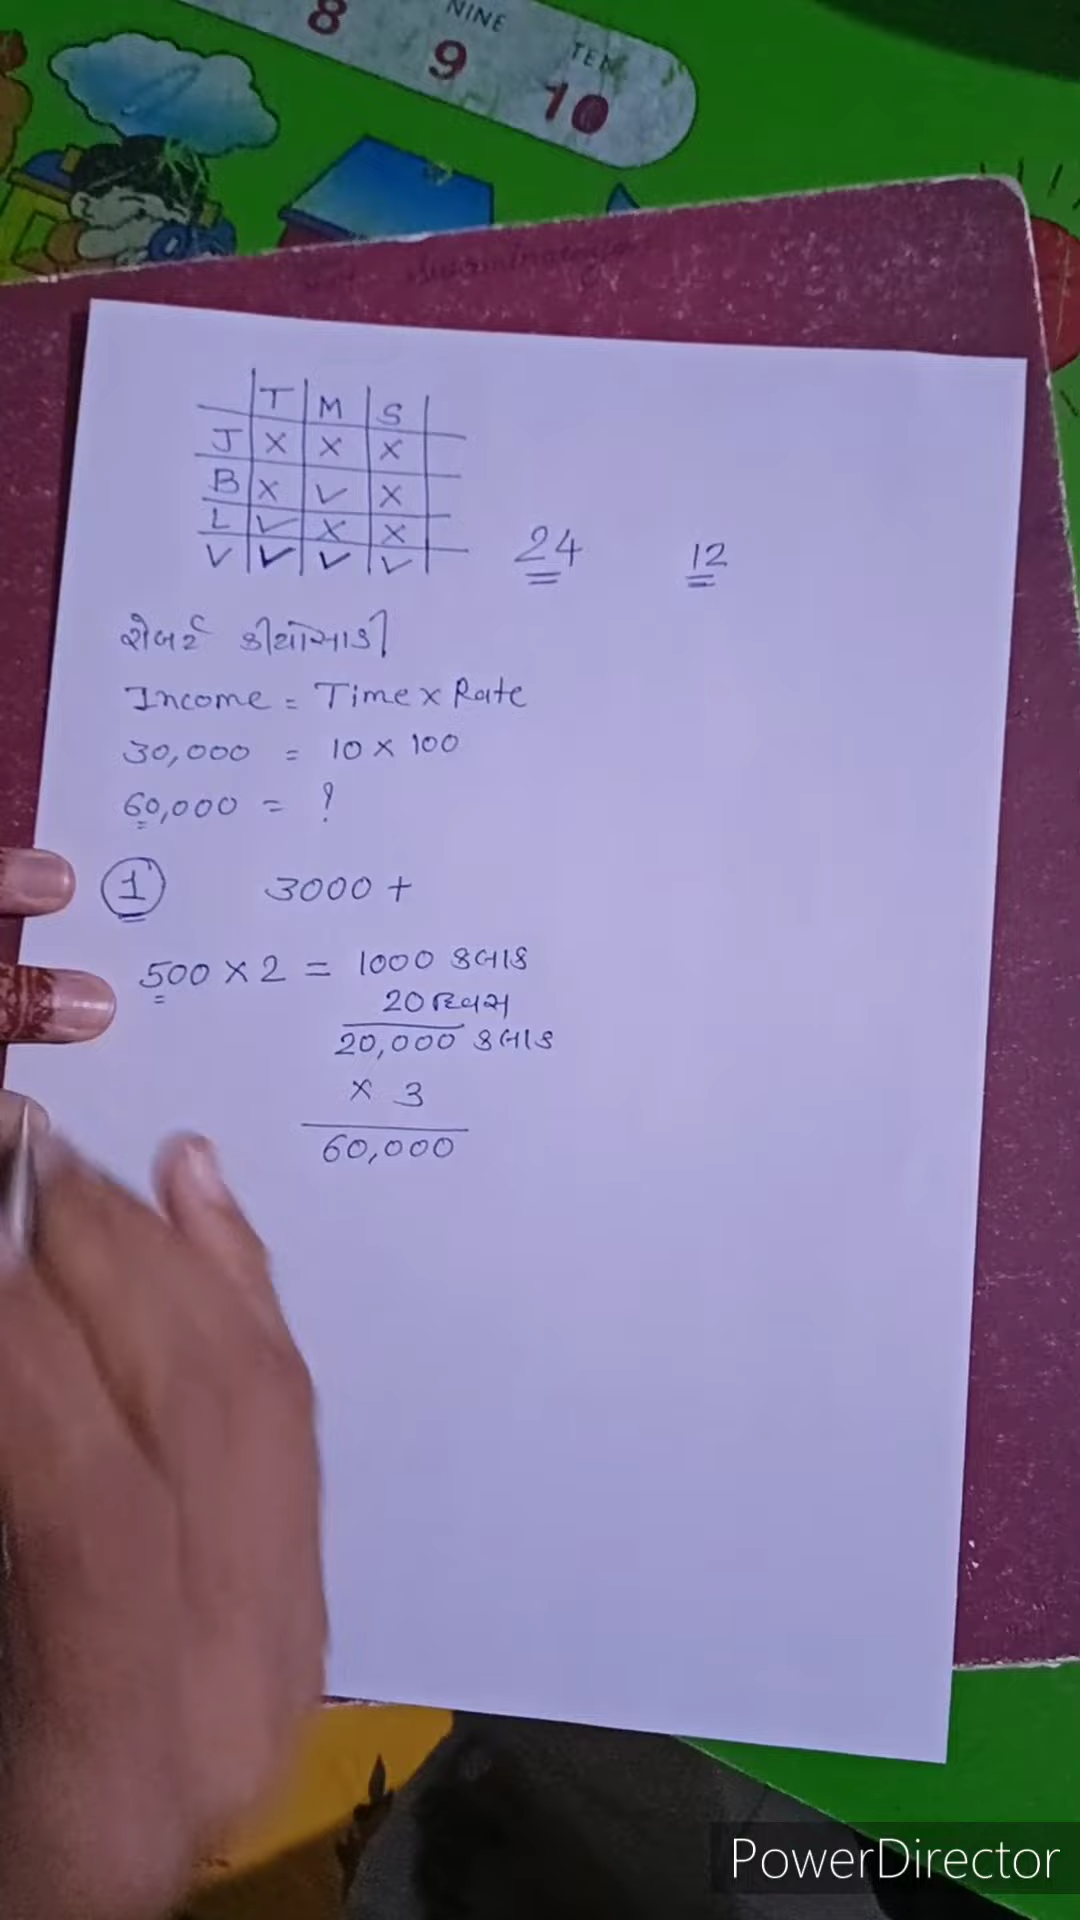 8 NINE 9 TEN 10
T M S
J X X X
B X ✓ X
L ✓ X X
V ✓ ✓ ✓
24 12
રોબર્ટ કીયોસાકી
Income = Time x Rate
30,000 = 10 x 100
60,000 = ?
1 3000 +
500 x 2 = 1000 કલાક
20 દિવસ
20,000 કલાક
x 3
60,000
PowerDirector